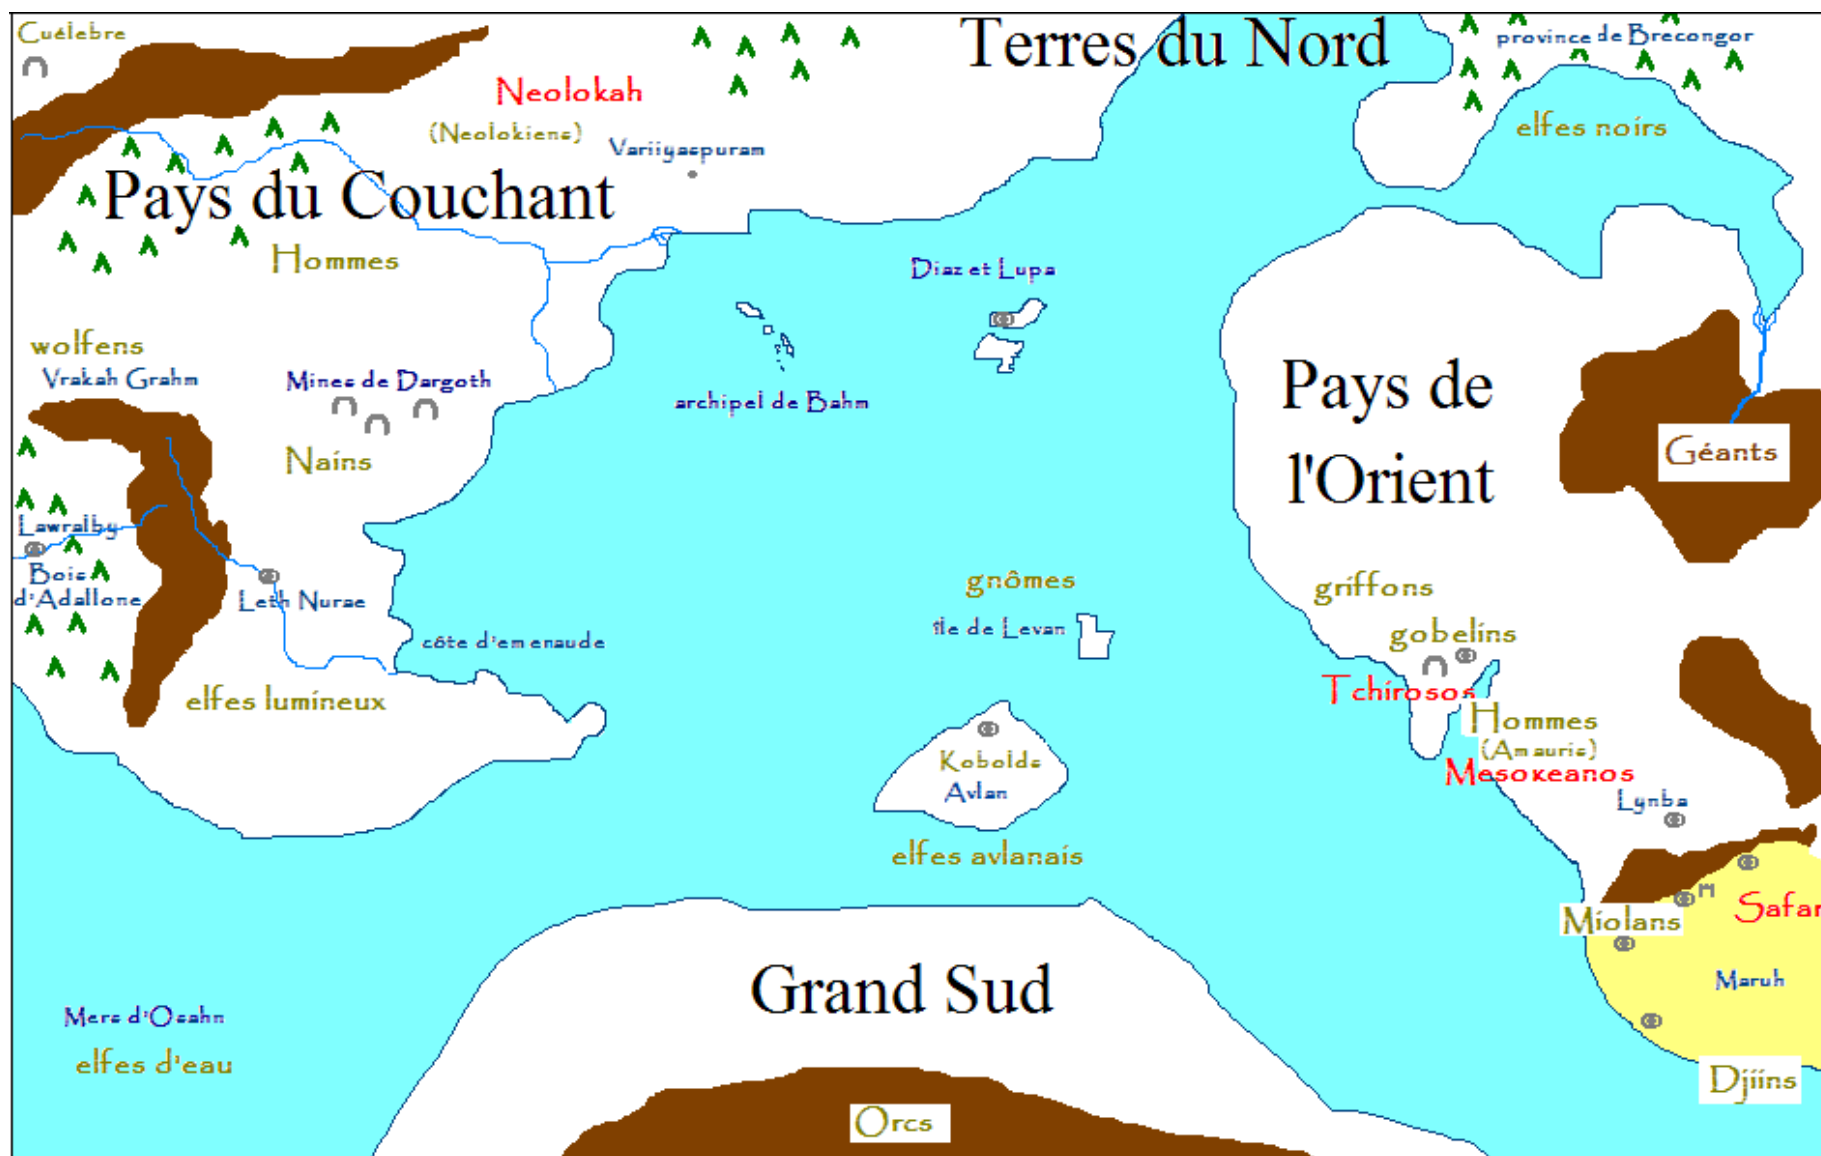 Cuélebre
Terres du Nord
province de Brecongor
Neolokah
(Neolokiens)
Variiyaspuram
elfes noirs
Pays du Couchant
Hommes
Diaz et Lupa
wolfens
Vrakah Grahm
Mines de Dargoth
archipel de Bahm
Nains
Pays de
l'Orient
Géants
Lawralby
Bois
d'Adallone
Leth Nurae
gnômes
île de Levan
griffons
gobelins
côte d'emenaude
Tchirosos
elfes lumineux
Hommes
(Amauris)
Mesokeanos
Kobolds
Avlan
Lynba
elfes avlanais
Miolans
Safar
Grand Sud
Maruh
Mers d'Osahn
elfes d'eau
Djiins
Orcs